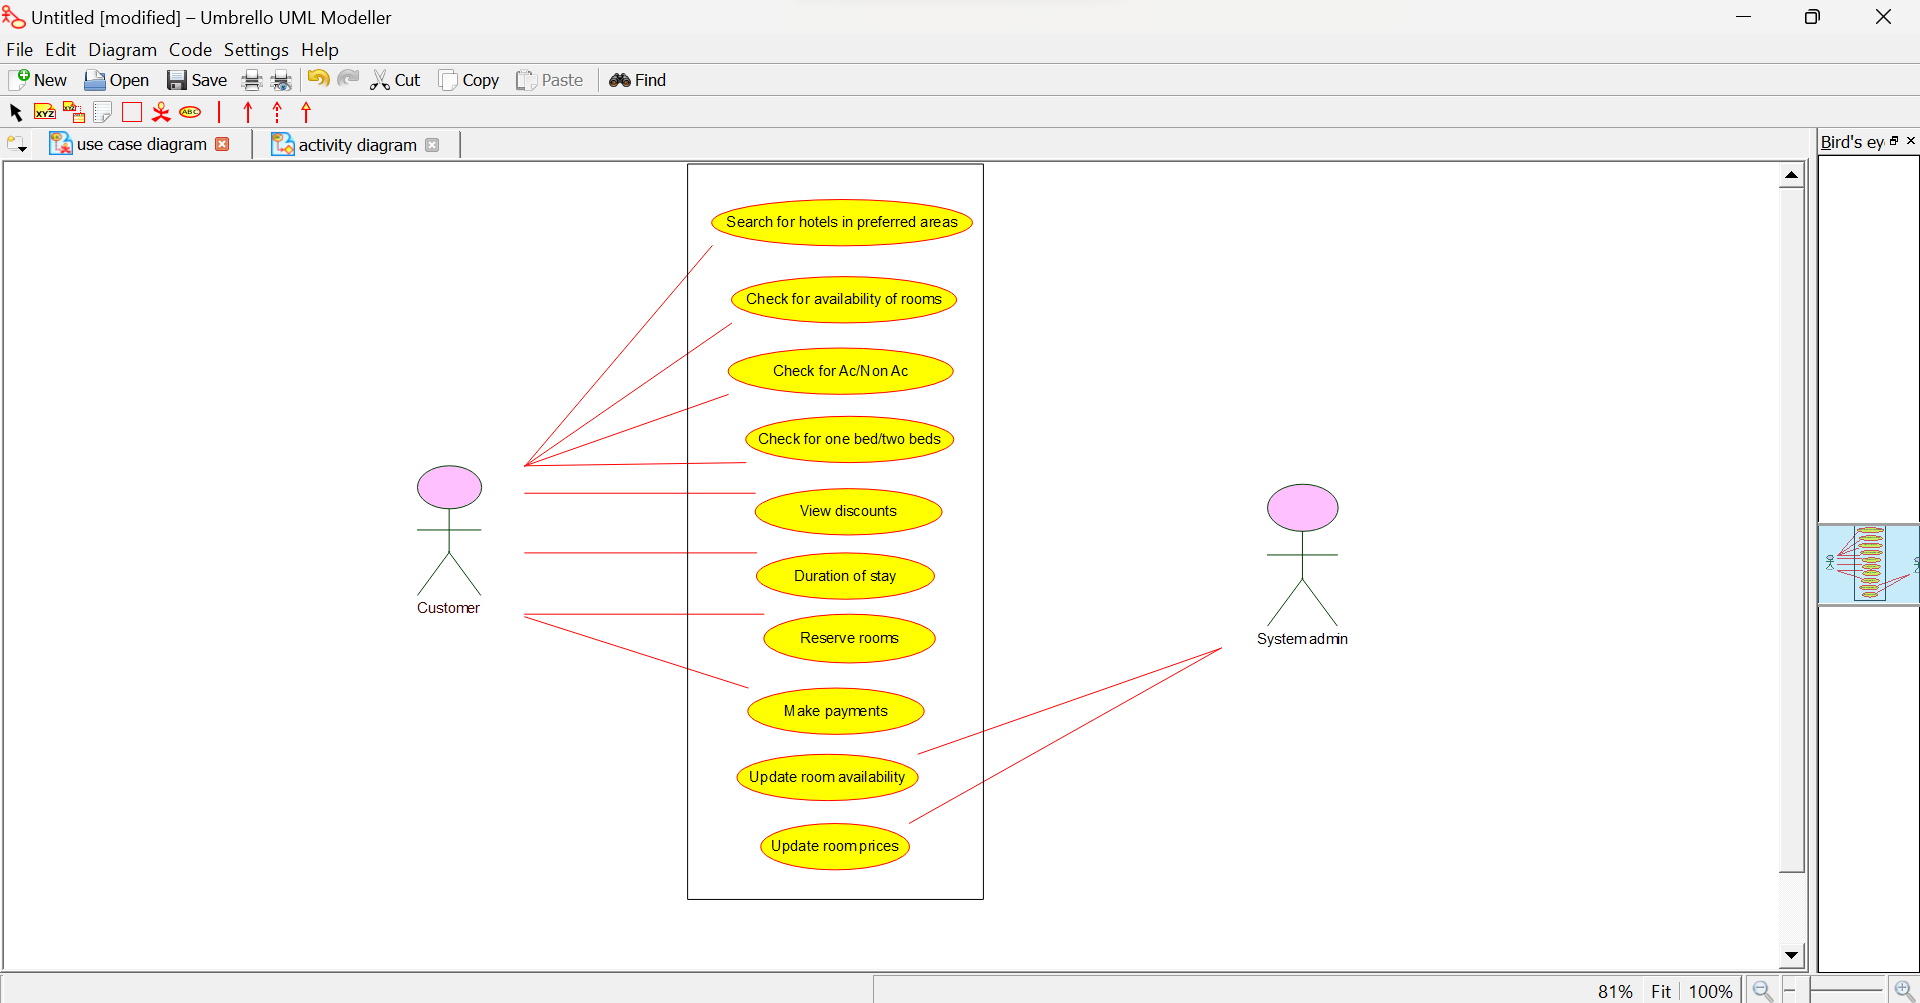 Untitled [modified] – Umbrello UML Modeller
File Edit Diagram Code Settings Help
New Open Save Cut Copy Paste Find
XYZ XYZ ABC
use case diagram activity diagram
Bird's ey
Search for hotels in preferred areas
Check for availability of rooms
Check for Ac/Non Ac
Check for one bed/two beds
View discounts
Duration of stay
Customer
Reserve rooms
System admin
Make payments
Update room availability
Update room prices
81% Fit 100%